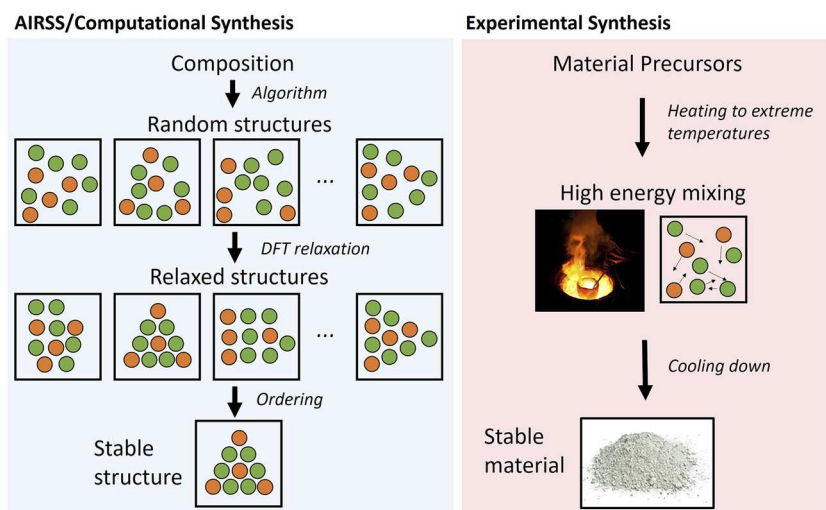 AIRSS/Computational Synthesis
Composition
Algorithm
Random structures
...
DFT relaxation
Relaxed structures
...
Ordering
Stable
structure
Experimental Synthesis
Material Precursors
Heating to extreme
temperatures
High energy mixing
Cooling down
Stable
material